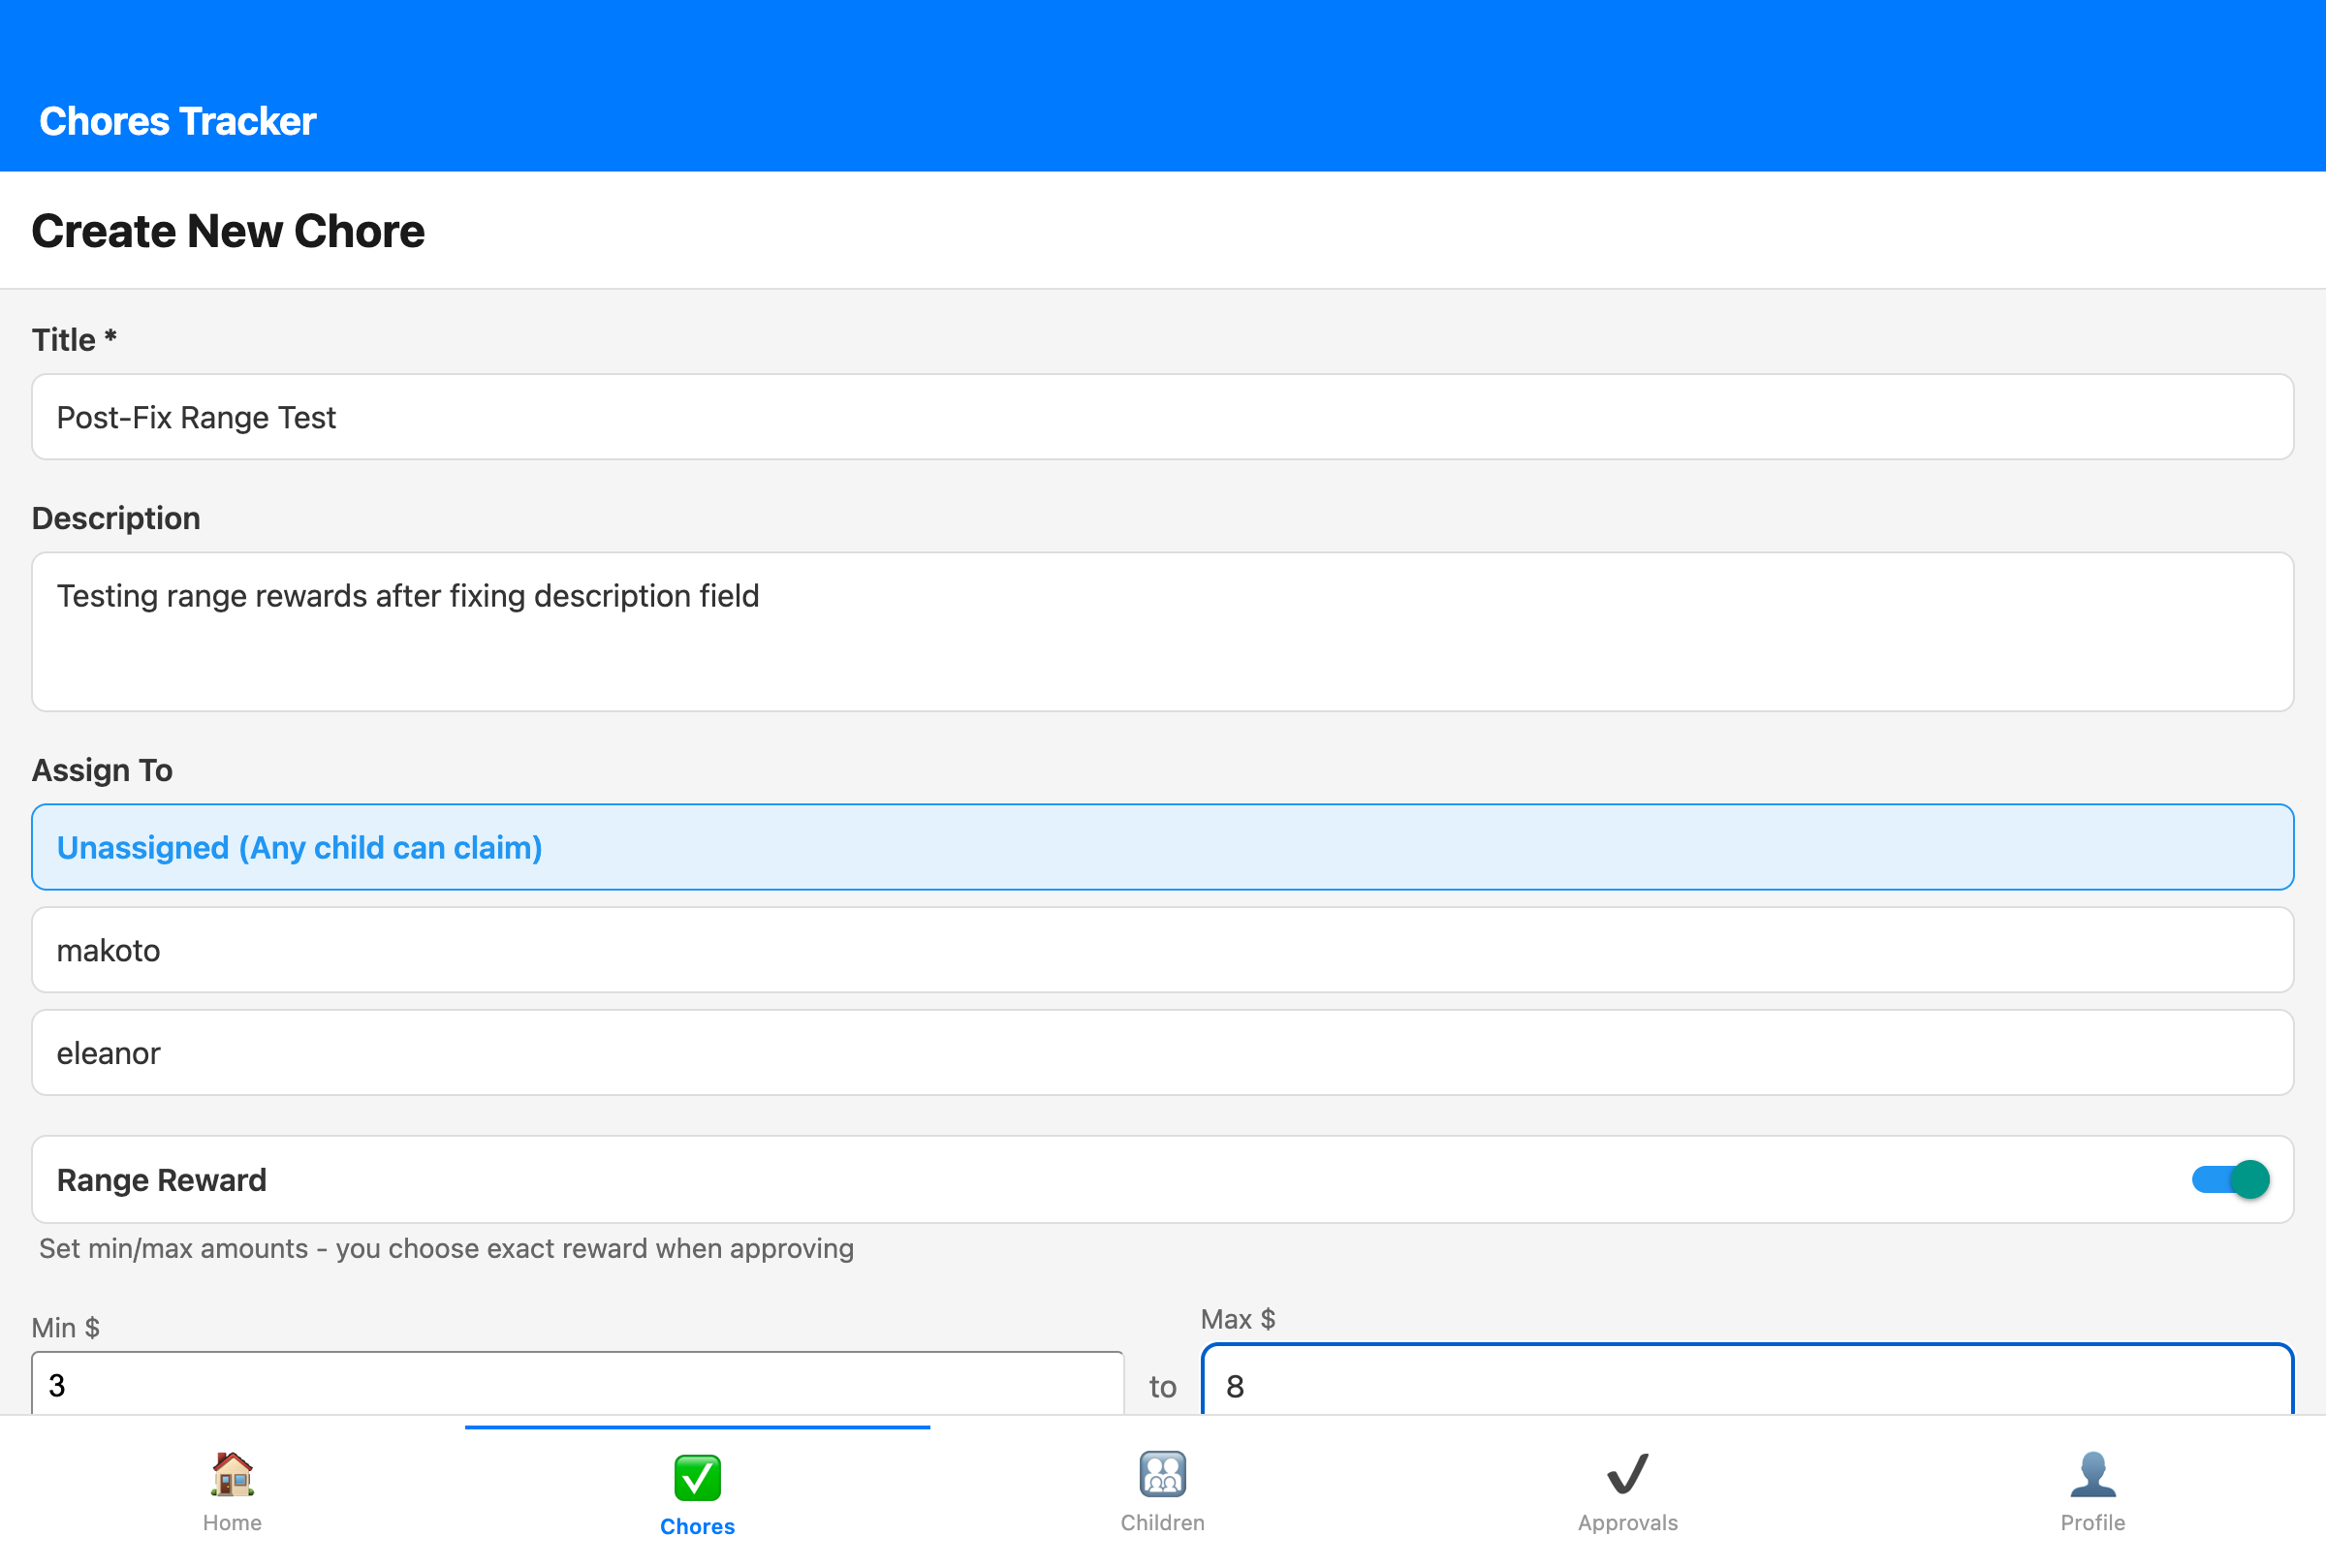 Chores Tracker
Create New Chore
Title *
Post-Fix Range Test
Description
Testing range rewards after fixing description field
Assign To
Unassigned (Any child can claim)
makoto
eleanor
Range Reward
Set min/max amounts - you choose exact reward when approving
Min $
Max $
3
to
8
Home
Chores
Children
Approvals
Profile